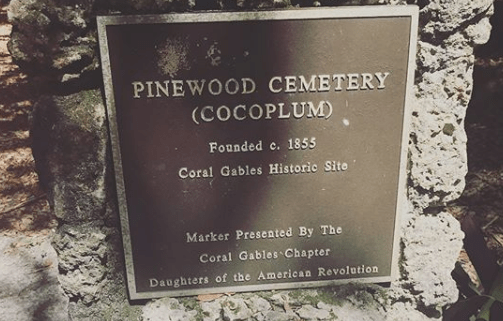 PINEWOOD CEMETERY
(COCOPLUM)
Founded c. 1855
Coral Gables Historic Site
Marker Presented By The
Coral Gables Chapter
Daughters of the American Revolution